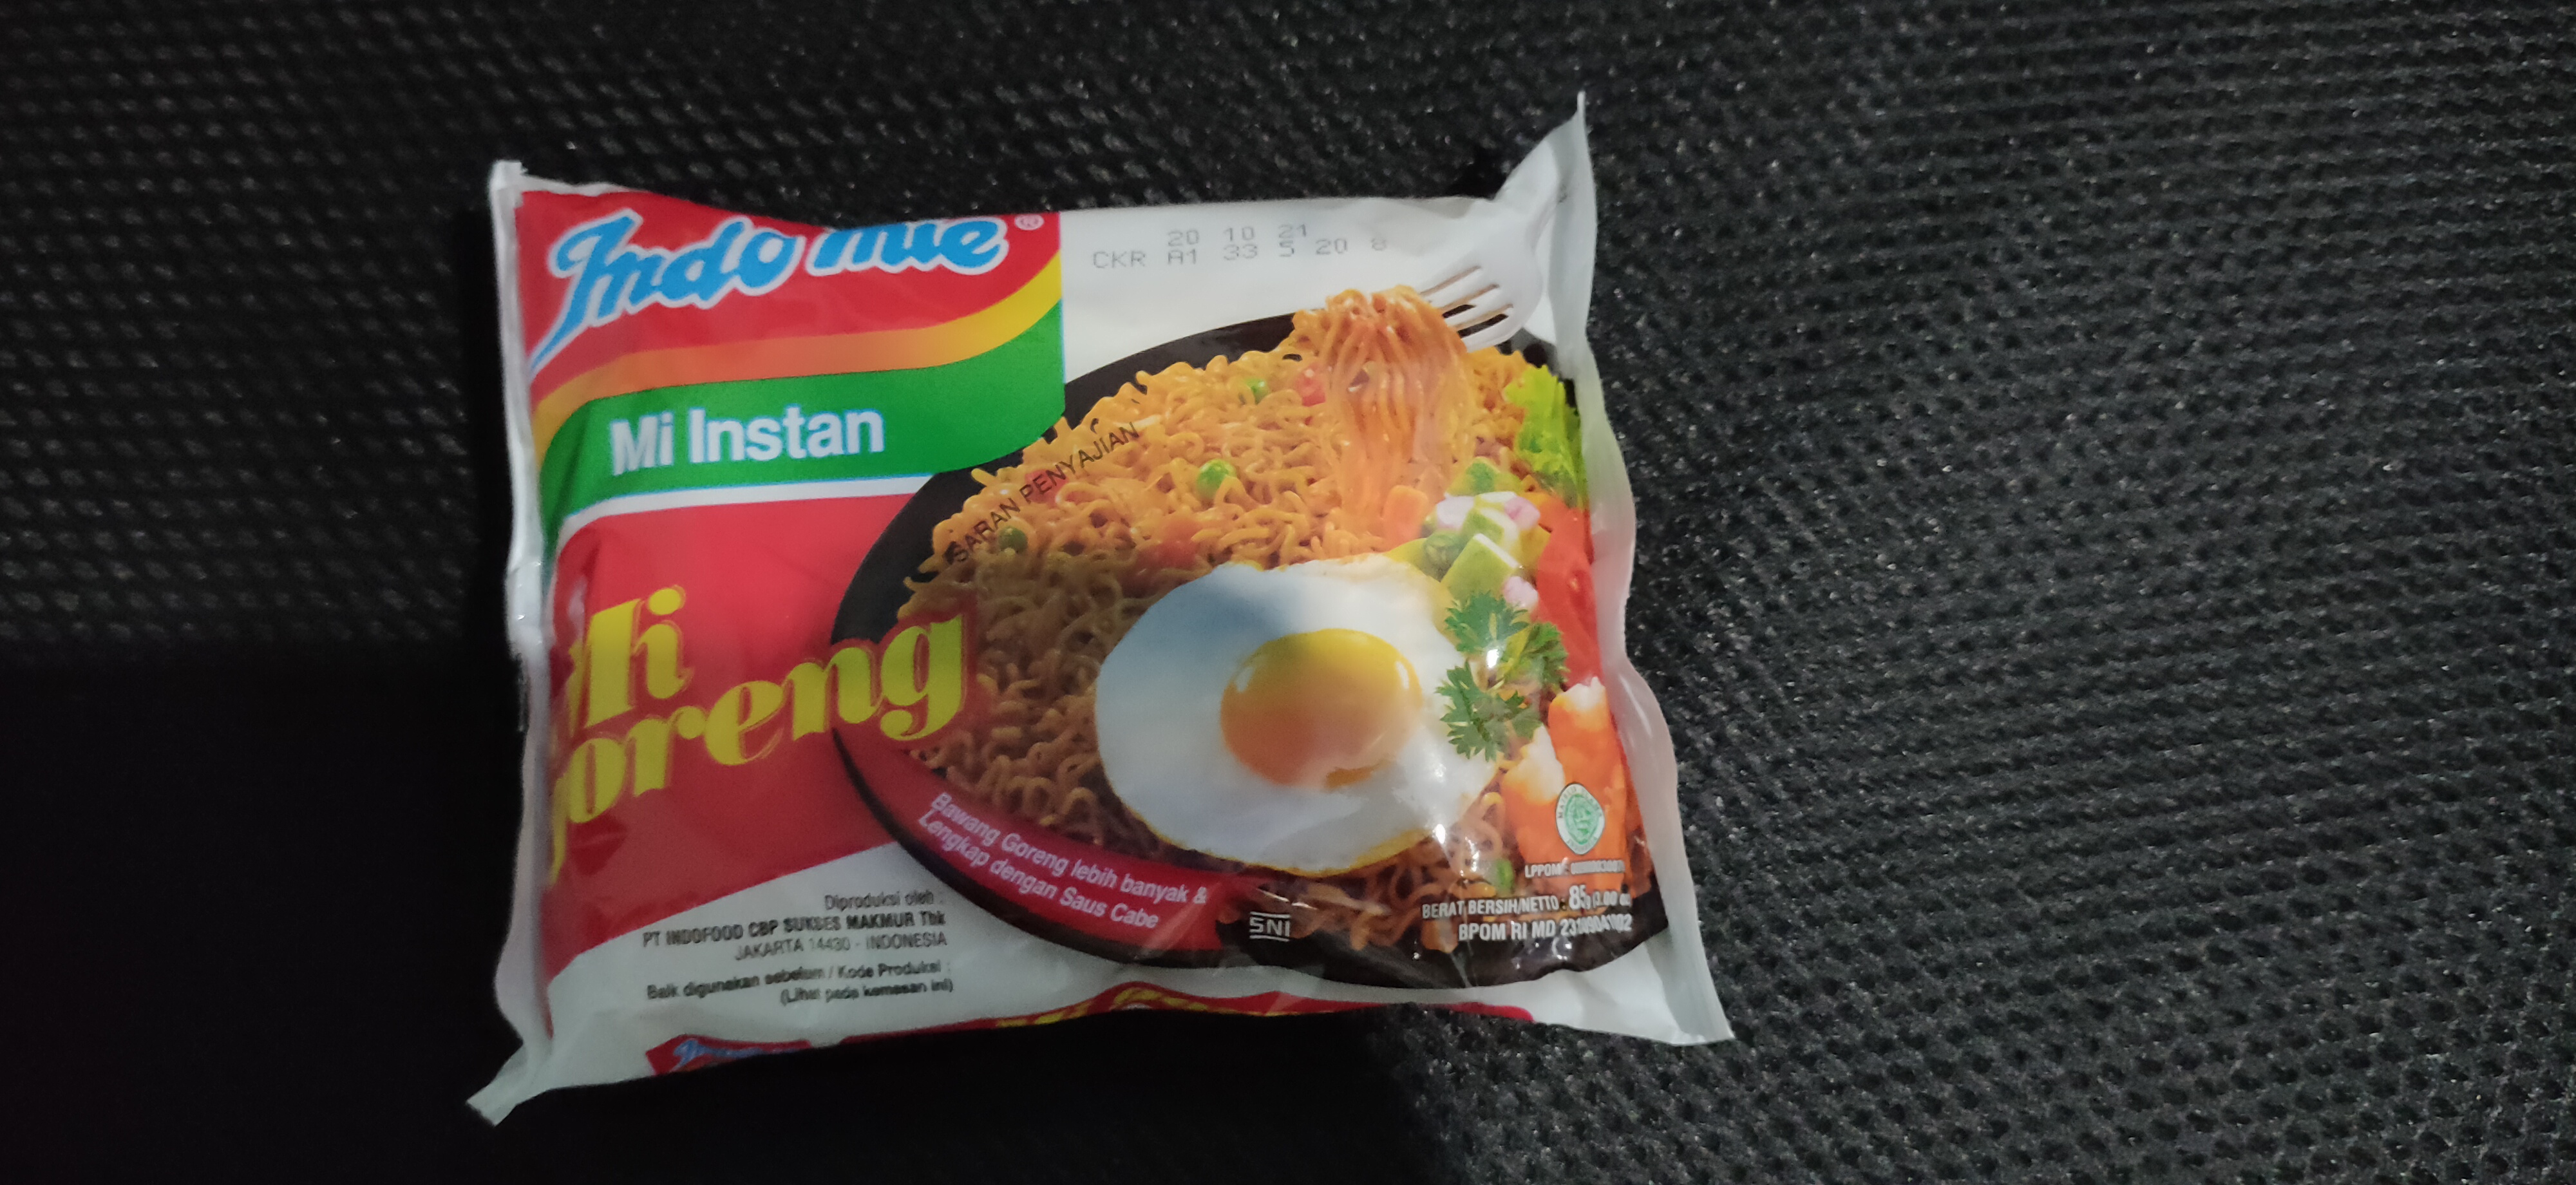 Indomie®
20 10 21
CKR A1 33 5 20 8
Mi Instan
SARAN PENYAJIAN
Mi
goreng
Bawang Goreng lebih banyak &
Lengkap dengan Saus Cabe
Diproduksi oleh :
PT INDOFOOD CBP SUKSES MAKMUR Tbk
JAKARTA 14430 - INDONESIA
Baik digunakan sebelum / Kode Produksi :
(Lihat pada kemasan ini)
SNI
LPPOM
BERAT BERSIH/NETTO : 85g
BPOM RI MD